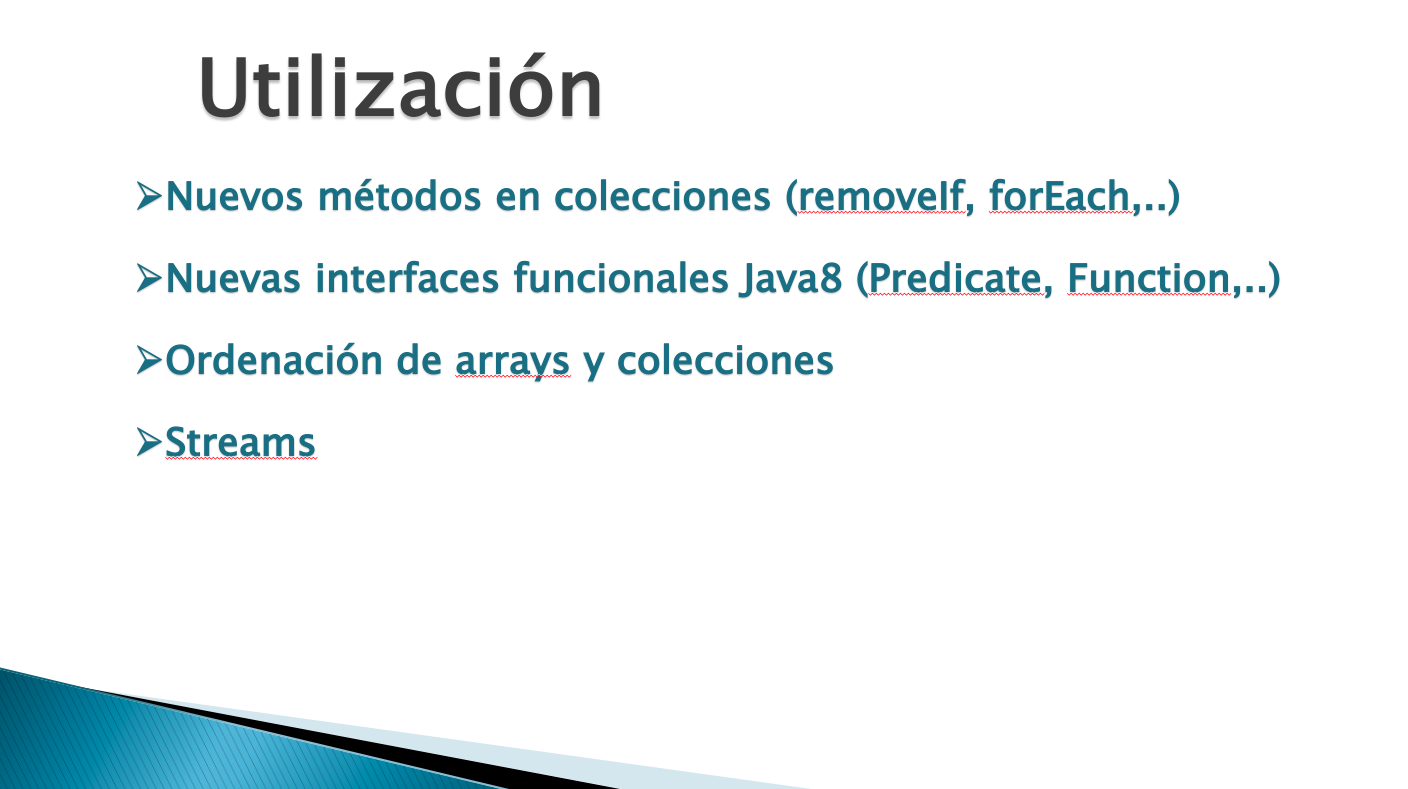 Utilización
➢Nuevos métodos en colecciones (removeIf, forEach,..)
➢Nuevas interfaces funcionales Java8 (Predicate, Function,..)
➢Ordenación de arrays y colecciones
➢Streams